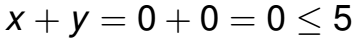 x + y = 0 + 0 = 0 ≤ 5